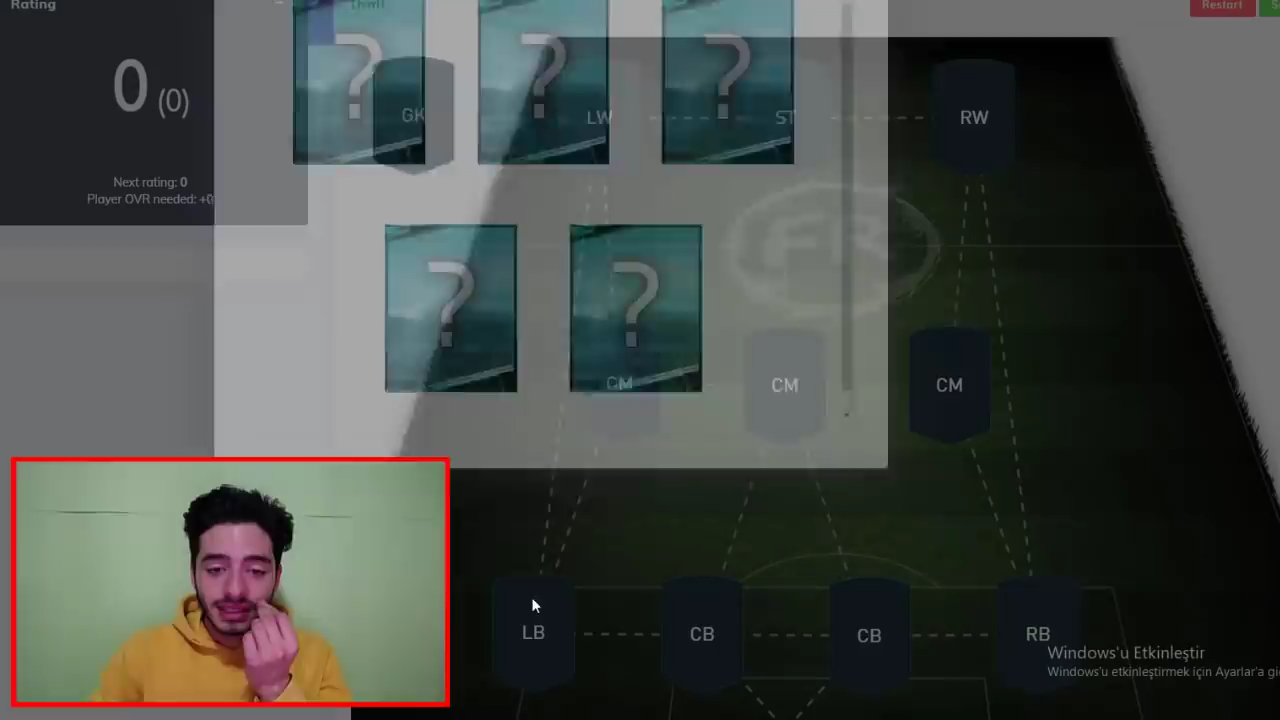 Rating
Restart
0 (0)
GK
LW
ST
RW
Next rating: 0
Player OVR needed: +0
FR
CM
CM
CM
LB
CB
CB
RB
Windows'u Etkinleştir
Windows'u etkinleştirmek için Ayarlar'a gi